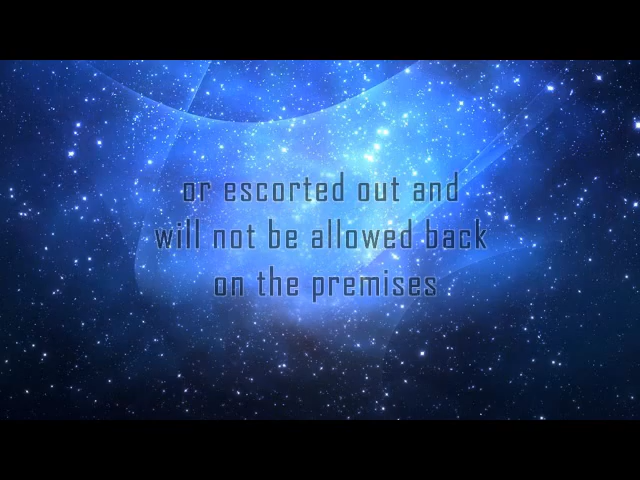 or escorted out and
will not be allowed back
on the premises